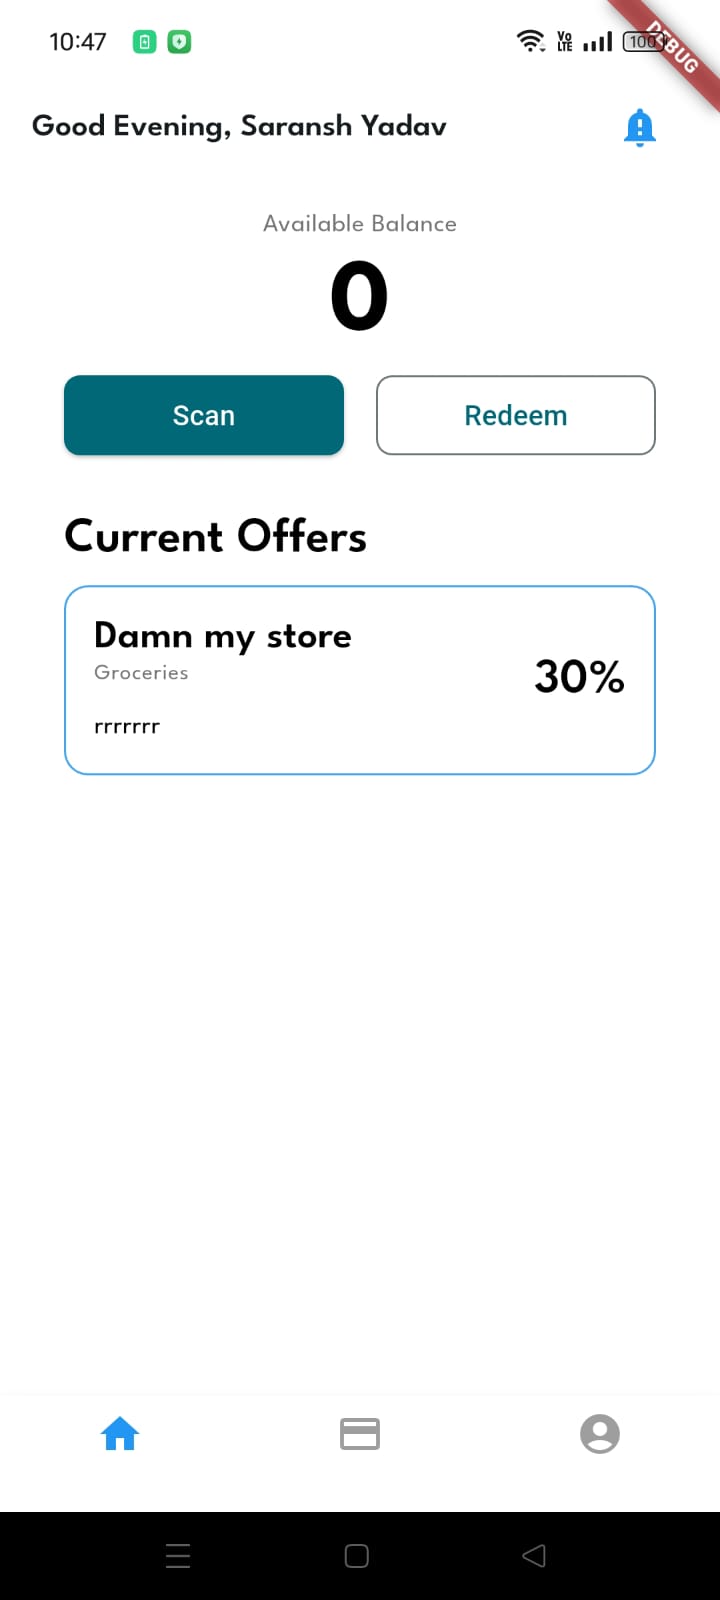 10:47
Vo
LTE
100
DEBUG
Good Evening, Saransh Yadav
Available Balance
0
Scan
Redeem
Current Offers
Damn my store
Groceries
30%
rrrrrrr